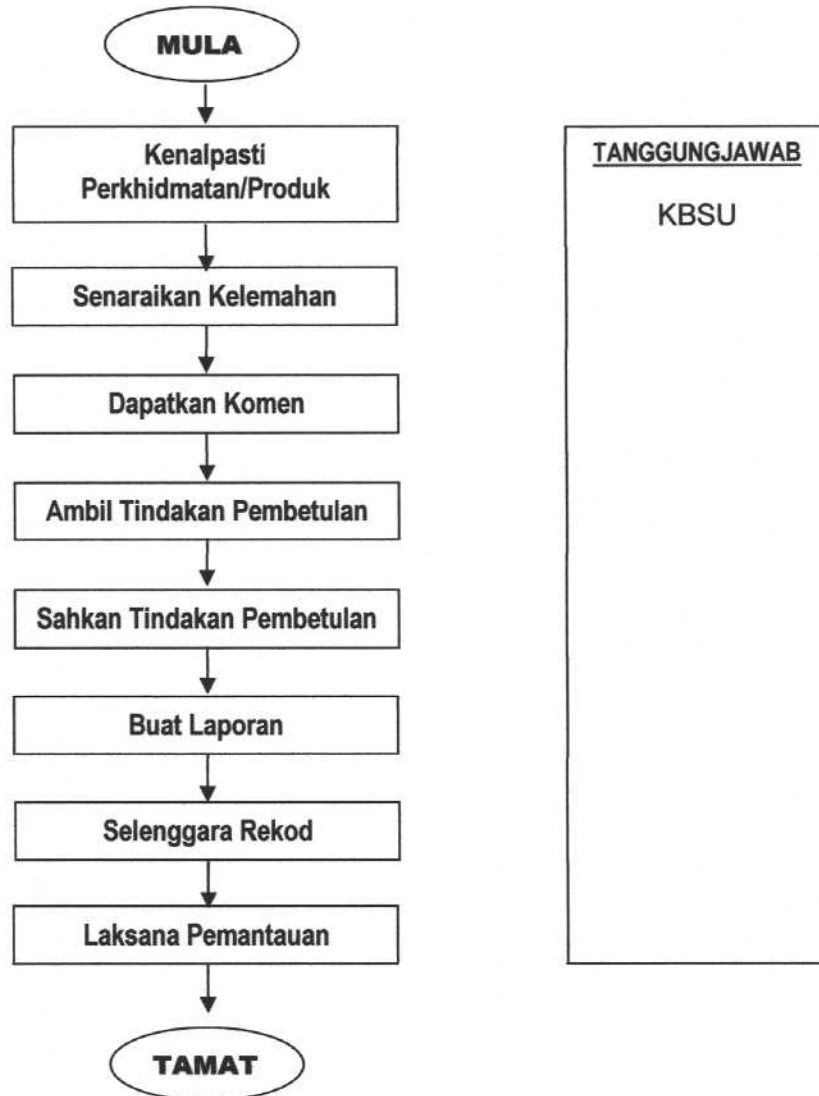 MULA
Kenalpasti
Perkhidmatan/Produk
Senaraikan Kelemahan
Dapatkan Komen
Ambil Tindakan Pembetulan
Sahkan Tindakan Pembetulan
Buat Laporan
Selenggara Rekod
Laksana Pemantauan
TAMAT
TANGGUNGJAWAB
KBSU